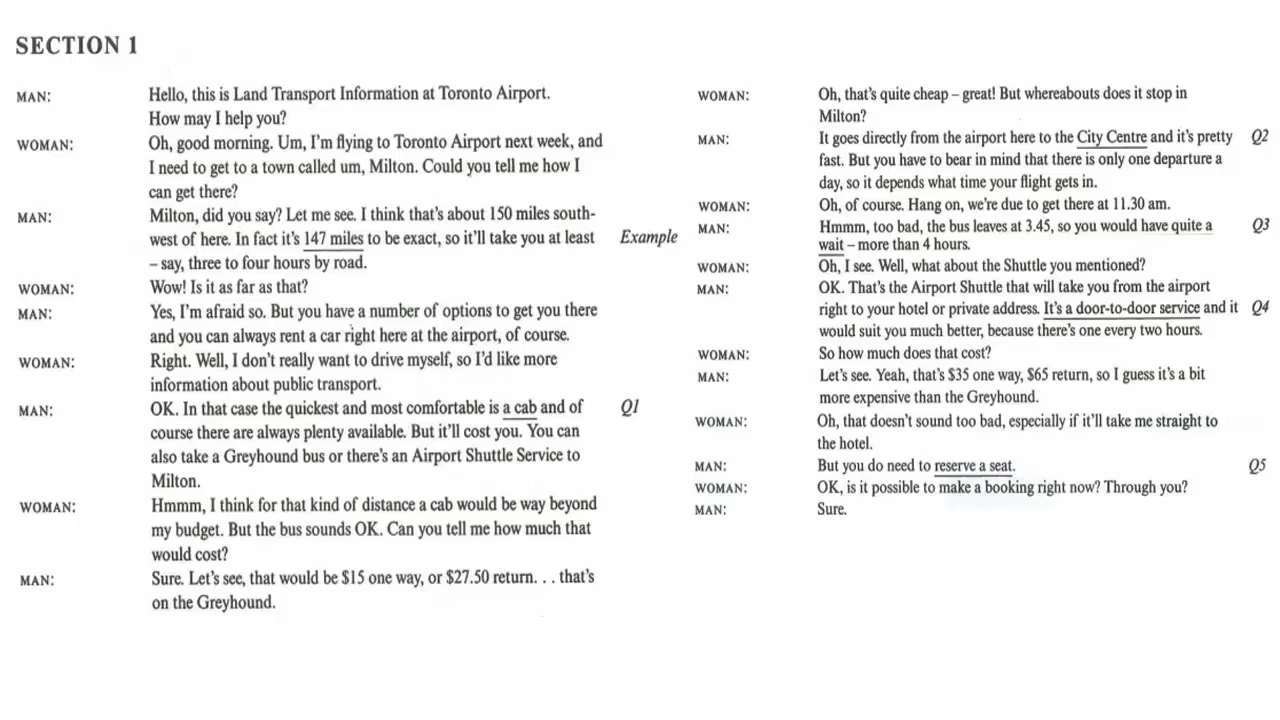 SECTION 1
MAN: Hello, this is Land Transport Information at Toronto Airport.
How may I help you?
WOMAN: Oh, good morning. Um, I'm flying to Toronto Airport next week, and
I need to get to a town called um, Milton. Could you tell me how I
can get there?
MAN: Milton, did you say? Let me see. I think that's about 150 miles south-
west of here. In fact it's 147 miles to be exact, so it'll take you at least Example
– say, three to four hours by road.
WOMAN: Wow! Is it as far as that?
MAN: Yes, I'm afraid so. But you have a number of options to get you there
and you can always rent a car right here at the airport, of course.
WOMAN: Right. Well, I don't really want to drive myself, so I'd like more
information about public transport.
MAN: OK. In that case the quickest and most comfortable is a cab and of Q1
course there are always plenty available. But it'll cost you. You can
also take a Greyhound bus or there's an Airport Shuttle Service to
Milton.
WOMAN: Hmmm, I think for that kind of distance a cab would be way beyond
my budget. But the bus sounds OK. Can you tell me how much that
would cost?
MAN: Sure. Let's see, that would be $15 one way, or $27.50 return. . . that's
on the Greyhound.
WOMAN: Oh, that's quite cheap – great! But whereabouts does it stop in
Milton?
MAN: It goes directly from the airport here to the City Centre and it's pretty Q2
fast. But you have to bear in mind that there is only one departure a
day, so it depends what time your flight gets in.
WOMAN: Oh, of course. Hang on, we're due to get there at 11.30 am.
MAN: Hmmm, too bad, the bus leaves at 3.45, so you would have quite a Q3
wait – more than 4 hours.
WOMAN: Oh, I see. Well, what about the Shuttle you mentioned?
MAN: OK. That's the Airport Shuttle that will take you from the airport
right to your hotel or private address. It's a door-to-door service and it Q4
would suit you much better, because there's one every two hours.
WOMAN: So how much does that cost?
MAN: Let's see. Yeah, that's $35 one way, $65 return, so I guess it's a bit
more expensive than the Greyhound.
WOMAN: Oh, that doesn't sound too bad, especially if it'll take me straight to
the hotel.
MAN: But you do need to reserve a seat. Q5
WOMAN: OK, is it possible to make a booking right now? Through you?
MAN: Sure.